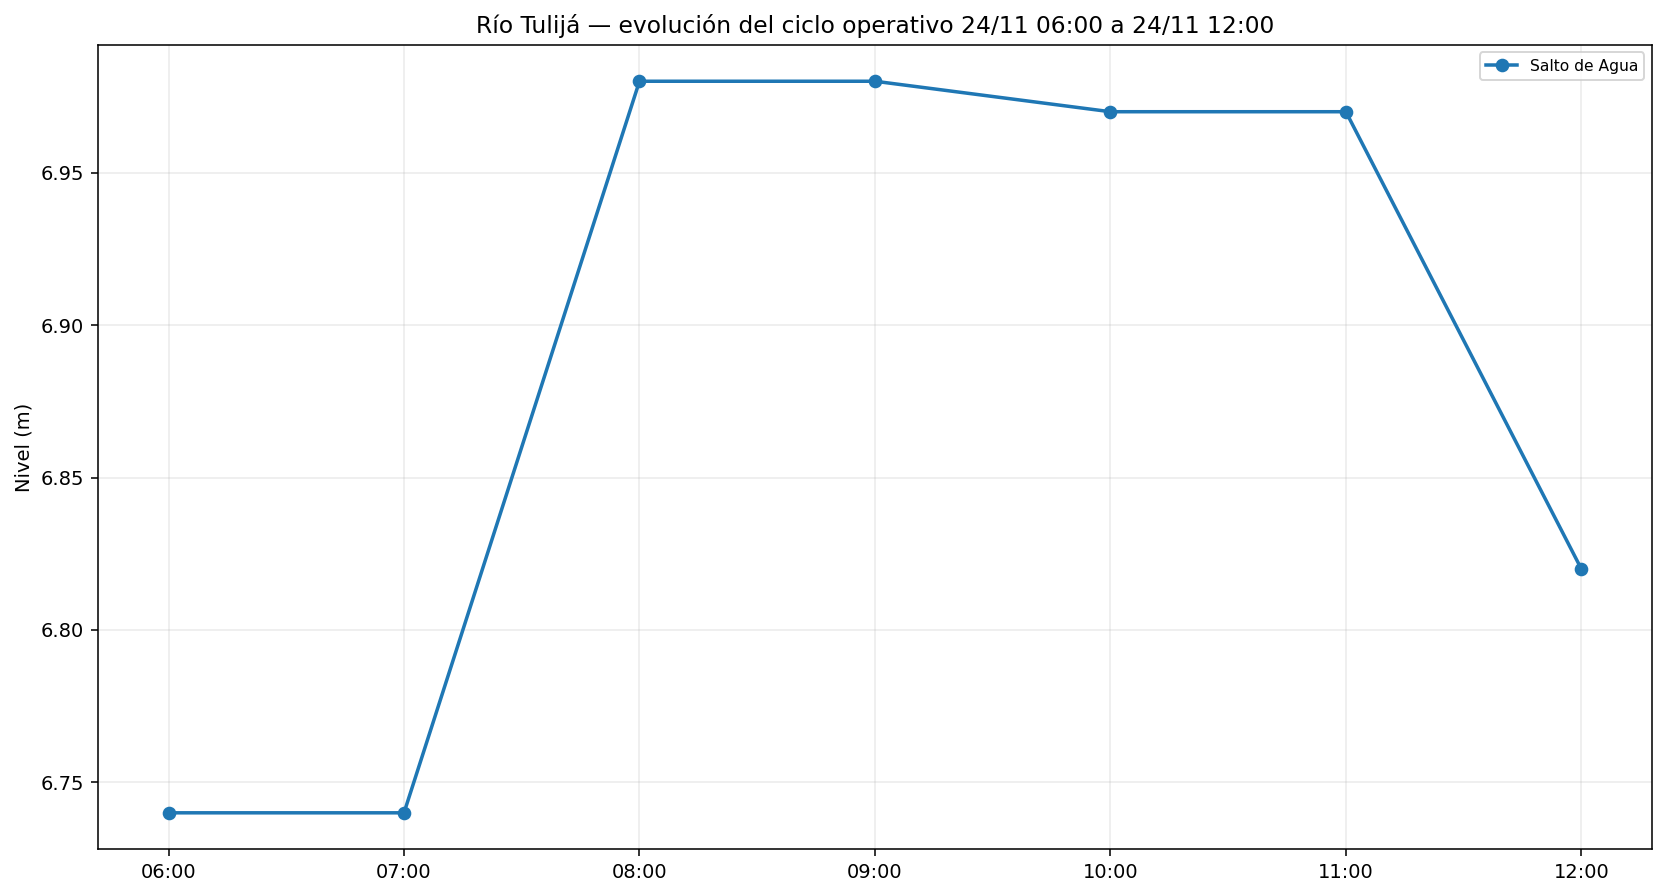 Río Tulijá — evolución del ciclo operativo 24/11 06:00 a 24/11 12:00
Salto de Agua
Nivel (m)
6.95
6.90
6.85
6.80
6.75
06:00 07:00 08:00 09:00 10:00 11:00 12:00